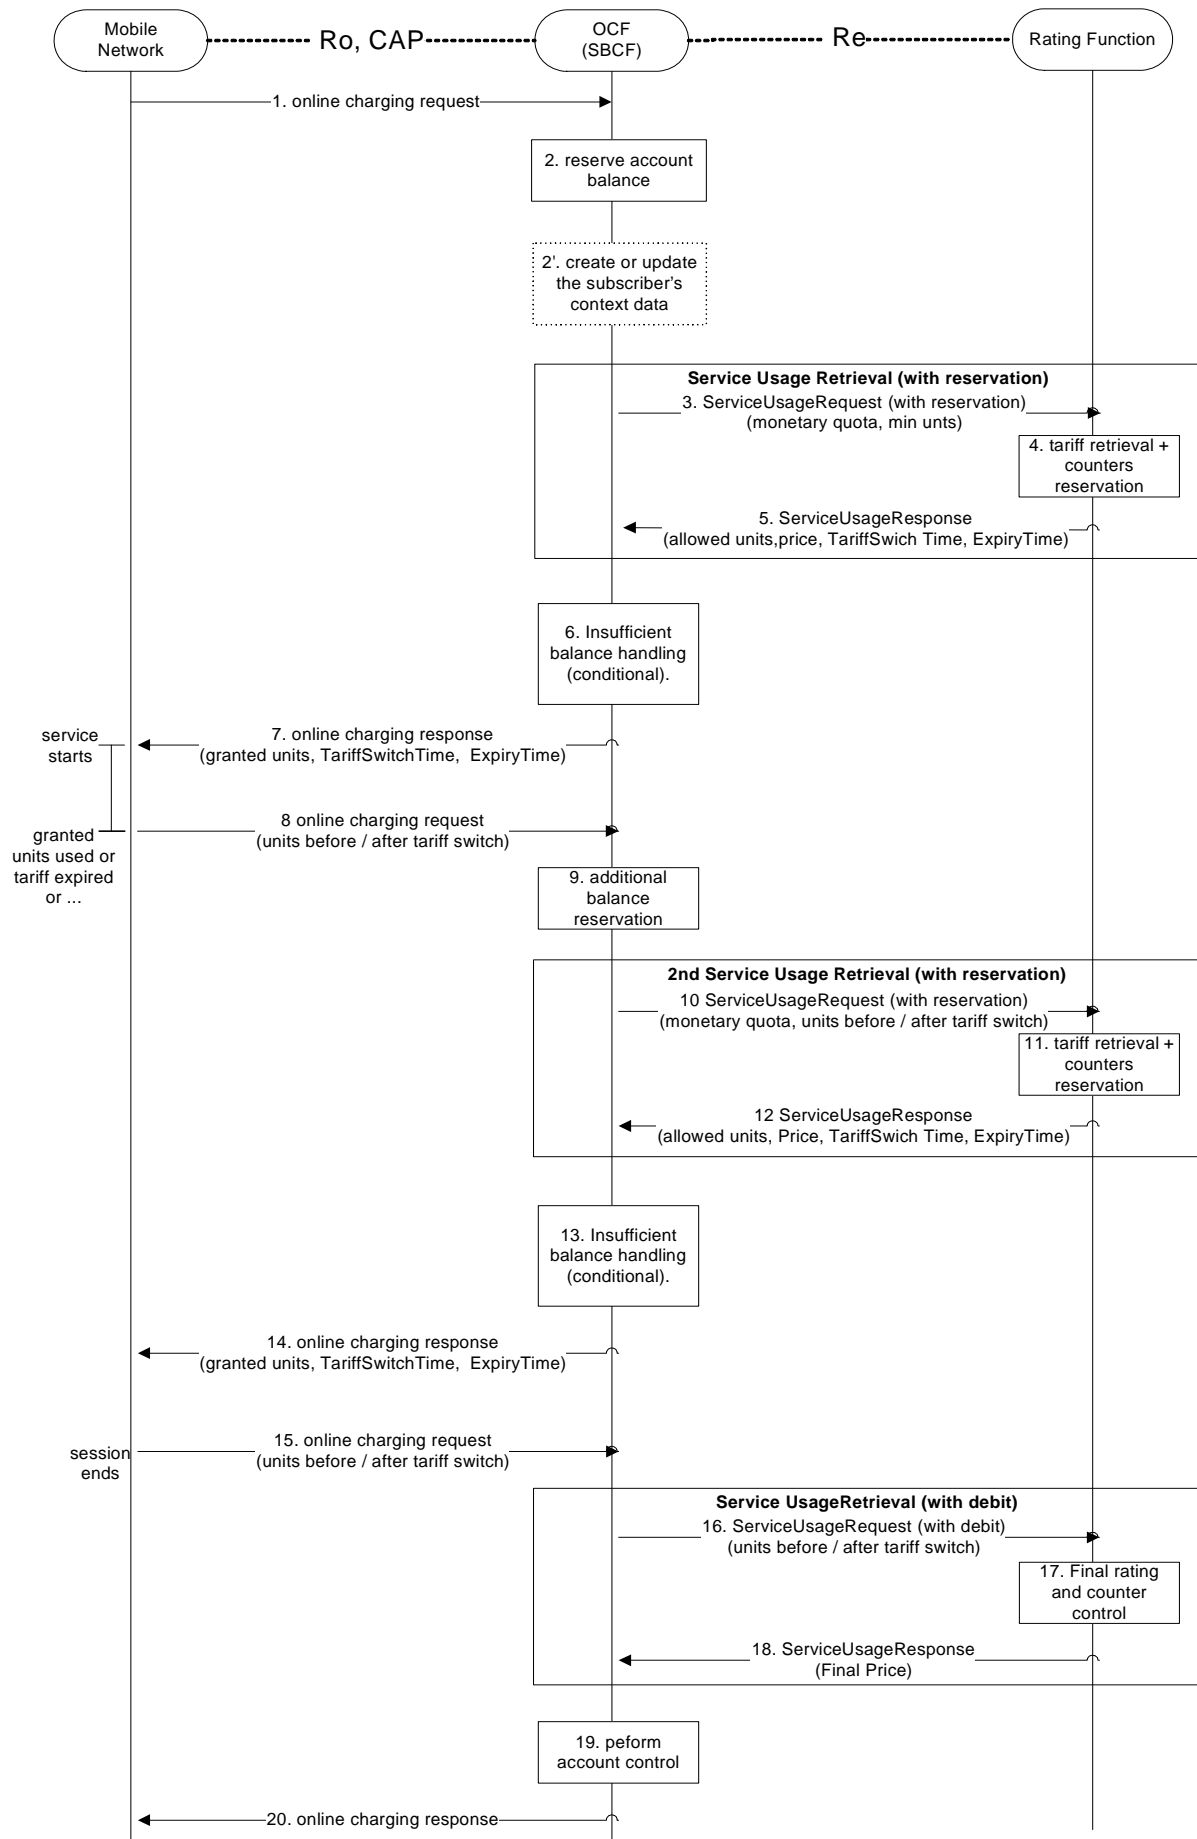 Mobile
Network
Ro, CAP
OCF
(SBCF)
Re
Rating Function
1. online charging request
2. reserve account
balance
2'. create or update
the subscriber's
context data
Service Usage Retrieval (with reservation)
3. ServiceUsageRequest (with reservation)
(monetary quota, min unts)
4. tariff retrieval +
counters
reservation
5. ServiceUsageResponse
(allowed units,price, TariffSwich Time, ExpiryTime)
6. Insufficient
balance handling
(conditional).
service
starts
7. online charging response
(granted units, TariffSwitchTime, ExpiryTime)
8 online charging request
(units before / after tariff switch)
granted
units used or
tariff expired
or ...
9. additional
balance
reservation
2nd Service Usage Retrieval (with reservation)
10 ServiceUsageRequest (with reservation)
(monetary quota, units before / after tariff switch)
11. tariff retrieval +
counters
reservation
12 ServiceUsageResponse
(allowed units, Price, TariffSwich Time, ExpiryTime)
13. Insufficient
balance handling
(conditional).
14. online charging response
(granted units, TariffSwitchTime, ExpiryTime)
session
ends
15. online charging request
(units before / after tariff switch)
Service UsageRetrieval (with debit)
16. ServiceUsageRequest (with debit)
(units before / after tariff switch)
17. Final rating
and counter
control
18. ServiceUsageResponse
(Final Price)
19. peform
account control
20. online charging response